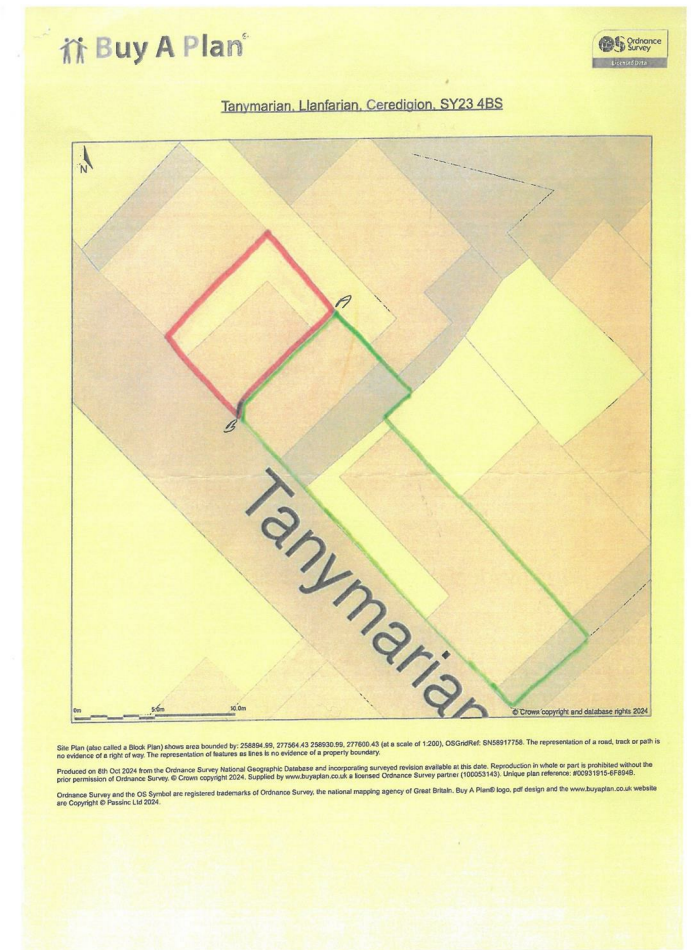 Buy A Plan®
OS Ordnance Survey
Licensed Data
Tanymarian, Llanfarian, Ceredigion, SY23 4BS
N
A
B
Tanymarian
0m 5.0m 10.0m
© Crown copyright and database rights 2024
Site Plan (also called a Block Plan) shows area bounded by: 258894.99, 277564.43 258930.99, 277600.43 (at a scale of 1:200), OSGridRef: SN58917758. The representation of a road, track or path is
no evidence of a right of way. The representation of features as lines is no evidence of a property boundary.
Produced on 8th Oct 2024 from the Ordnance Survey National Geographic Database and incorporating surveyed revision available at this date. Reproduction in whole or part is prohibited without the
prior permission of Ordnance Survey. © Crown copyright 2024. Supplied by www.buyaplan.co.uk a licensed Ordnance Survey partner (100053143). Unique plan reference: #00931915-6F894B.
Ordnance Survey and the OS Symbol are registered trademarks of Ordnance Survey, the national mapping agency of Great Britain. Buy A Plan® logo, pdf design and the www.buyaplan.co.uk website
are Copyright © Passinc Ltd 2024.